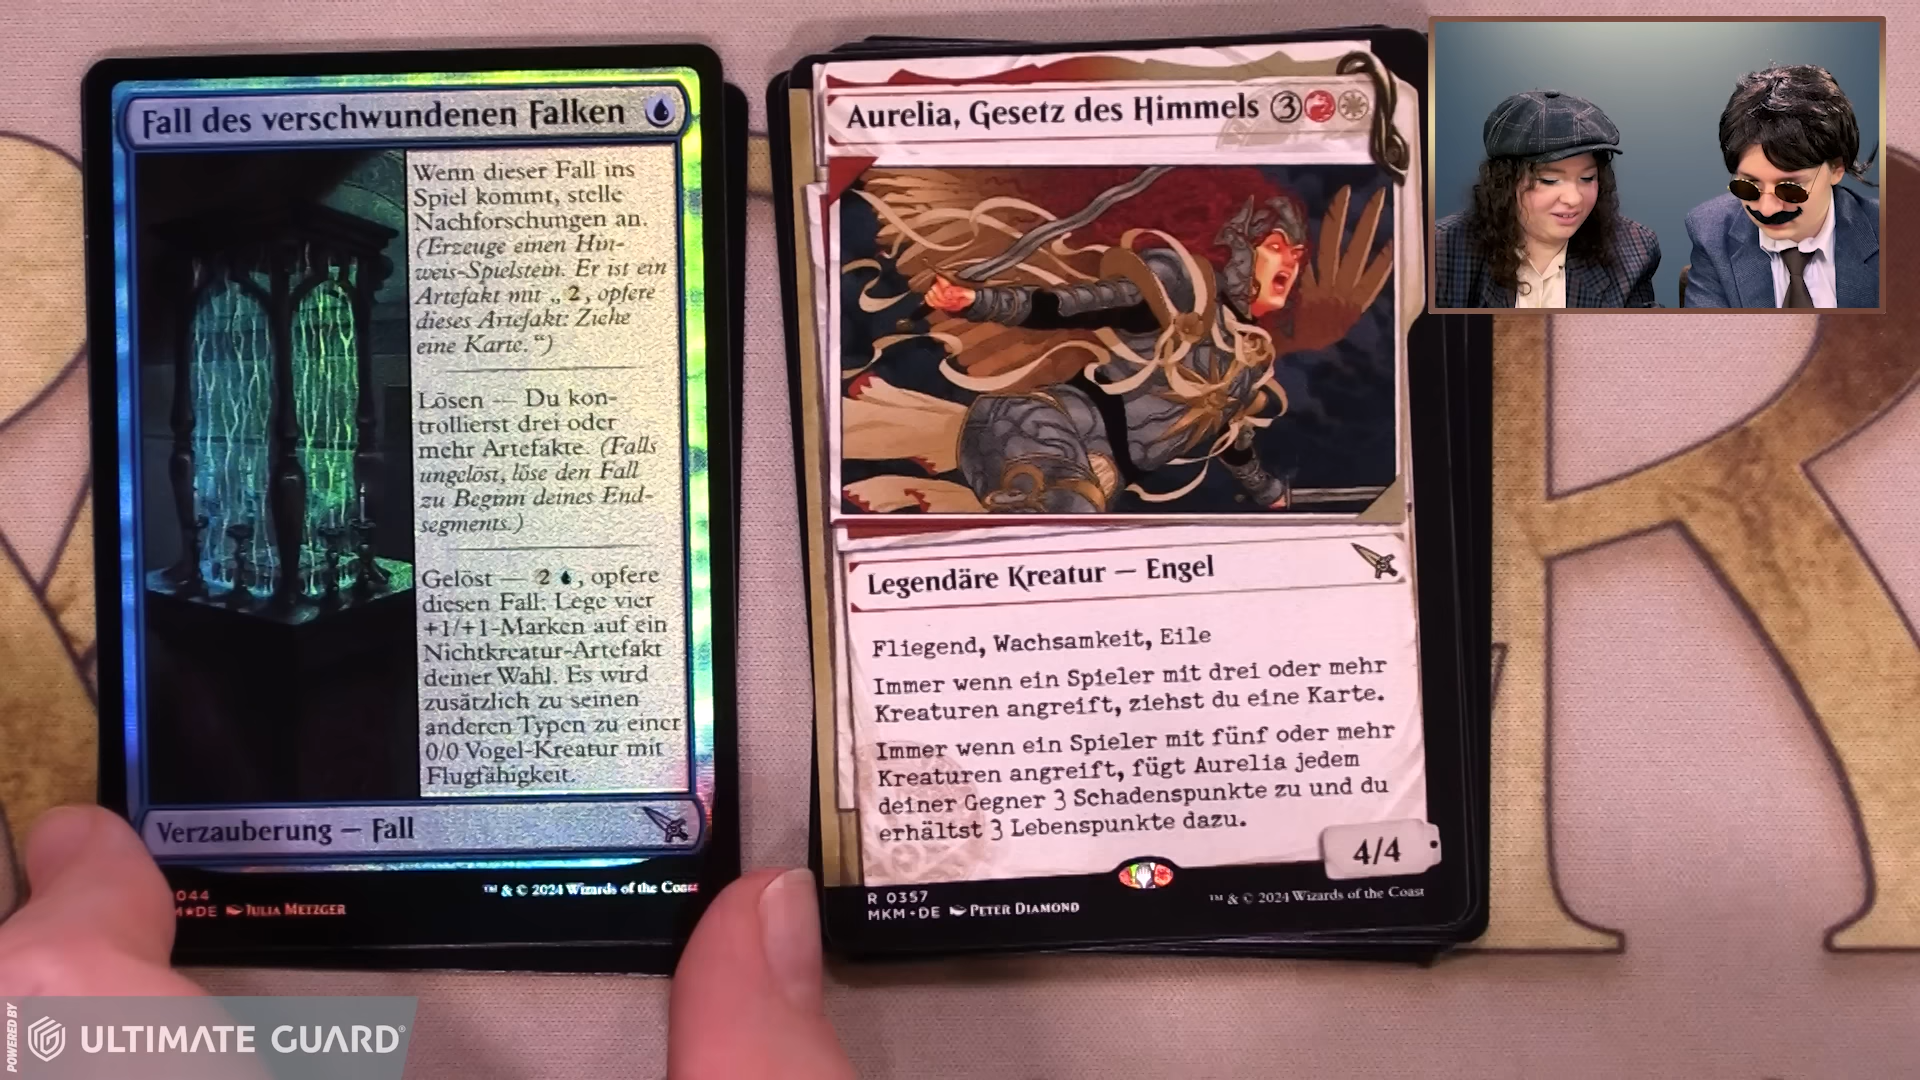 Fall des verschwundenen Falken
Wenn dieser Fall ins
Spiel kommt, stelle
Nachforschungen an.
(Erzeuge einen Hin-
weis-Spielstein. Er ist ein
Artefakt mit „ 2, opfere
dieses Artefakt: Ziehe
eine Karte.“)
Lösen — Du kon-
trollierst drei oder
mehr Artefakte. (Falls
ungelöst, löse den Fall
zu Beginn deines End-
segments.)
Gelöst — 2 , opfere
diesen Fall: Lege vier
+1/+1-Marken auf ein
Nichtkreatur-Artefakt
deiner Wahl. Es wird
zusätzlich zu seinen
anderen Typen zu einer
0/0 Vogel-Kreatur mit
Flugfähigkeit.
Verzauberung — Fall
044
M★DE JULIA METZGER
™ & © 2024 Wizards of the Coast
Aurelia, Gesetz des Himmels 3
Legendäre Kreatur — Engel
Fliegend, Wachsamkeit, Eile
Immer wenn ein Spieler mit drei oder mehr
Kreaturen angreift, ziehst du eine Karte.
Immer wenn ein Spieler mit fünf oder mehr
Kreaturen angreift, fügt Aurelia jedem
deiner Gegner 3 Schadenspunkte zu und du
erhältst 3 Lebenspunkte dazu.
4/4
R 0357
MKM • DE PETER DIAMOND
™ & © 2024 Wizards of the Coast
R
POWERED BY
ULTIMATE GUARD®